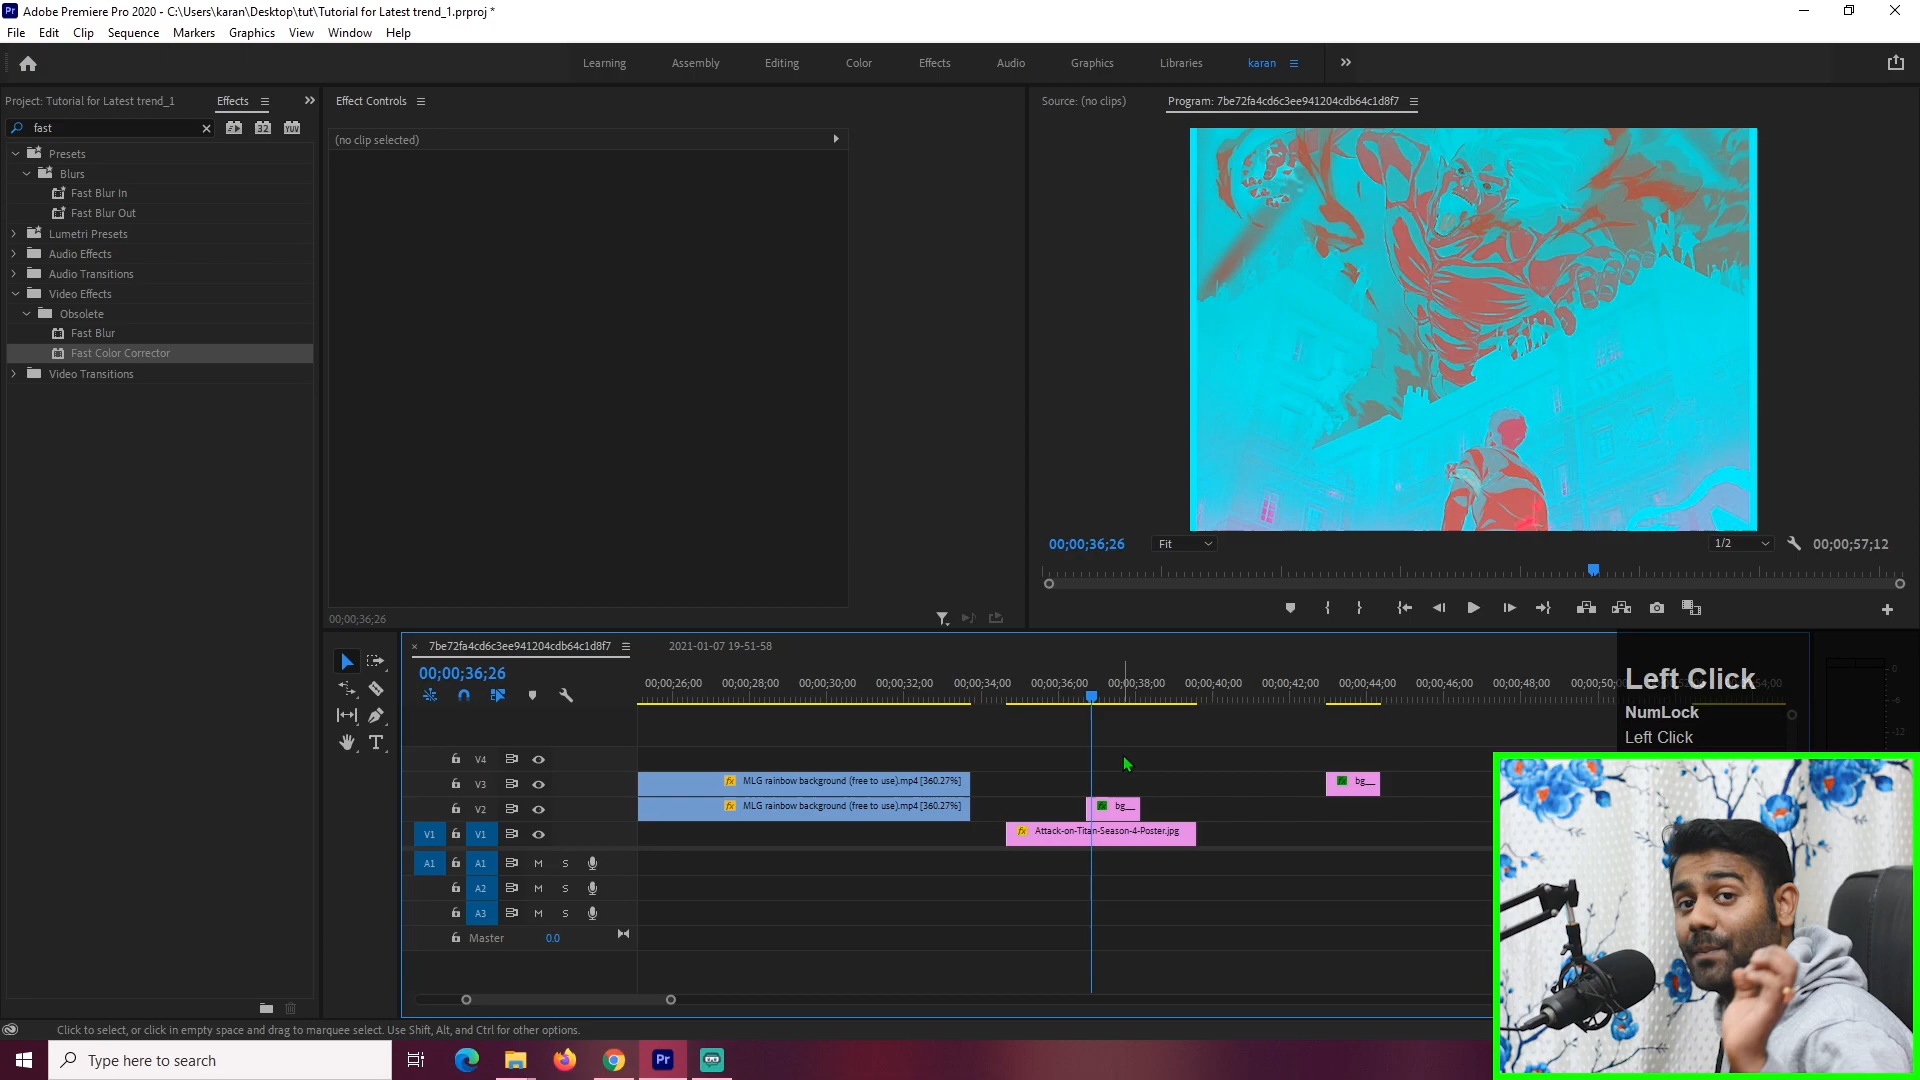 Pr Adobe Premiere Pro 2020 - C:\Users\karan\Desktop\tut\Tutorial for Latest trend_1.prproj *
File Edit Clip Sequence Markers Graphics View Window Help
Learning Assembly Editing Color Effects Audio Graphics Libraries karan
Project: Tutorial for Latest trend_1 Effects
fast
32 YUV
Presets
Blurs
Fast Blur In
Fast Blur Out
Lumetri Presets
Audio Effects
Audio Transitions
Video Effects
Obsolete
Fast Blur
Fast Color Corrector
Video Transitions
Effect Controls
(no clip selected)
00;00;36;26
Source: (no clips) Program: 7be72fa4cd6c3ee941204cdb64c1d8f7
00;00;36;26 Fit 1/2 00;00;57;12
× 7be72fa4cd6c3ee941204cdb64c1d8f7 2021-01-07 19-51-58
00;00;36;26
00;00;26;00 00;00;28;00 00;00;30;00 00;00;32;00 00;00;34;00 00;00;36;00 00;00;38;00 00;00;40;00 00;00;42;00 00;00;44;00 00;00;46;00 00;00;48;00
Left Click
NumLock
Left Click
V4
V3 fx MLG rainbow background (free to use).mp4 [360.27%] fx bg__
V2 fx MLG rainbow background (free to use).mp4 [360.27%] fx bg__
V1 V1 fx Attack-on-Titan-Season-4-Poster.jpg
A1 A1 M S
A2 M S
A3 M S
Master 0.0
Click to select, or click in empty space and drag to marquee select. Use Shift, Alt, and Ctrl for other options.
Type here to search
Pr